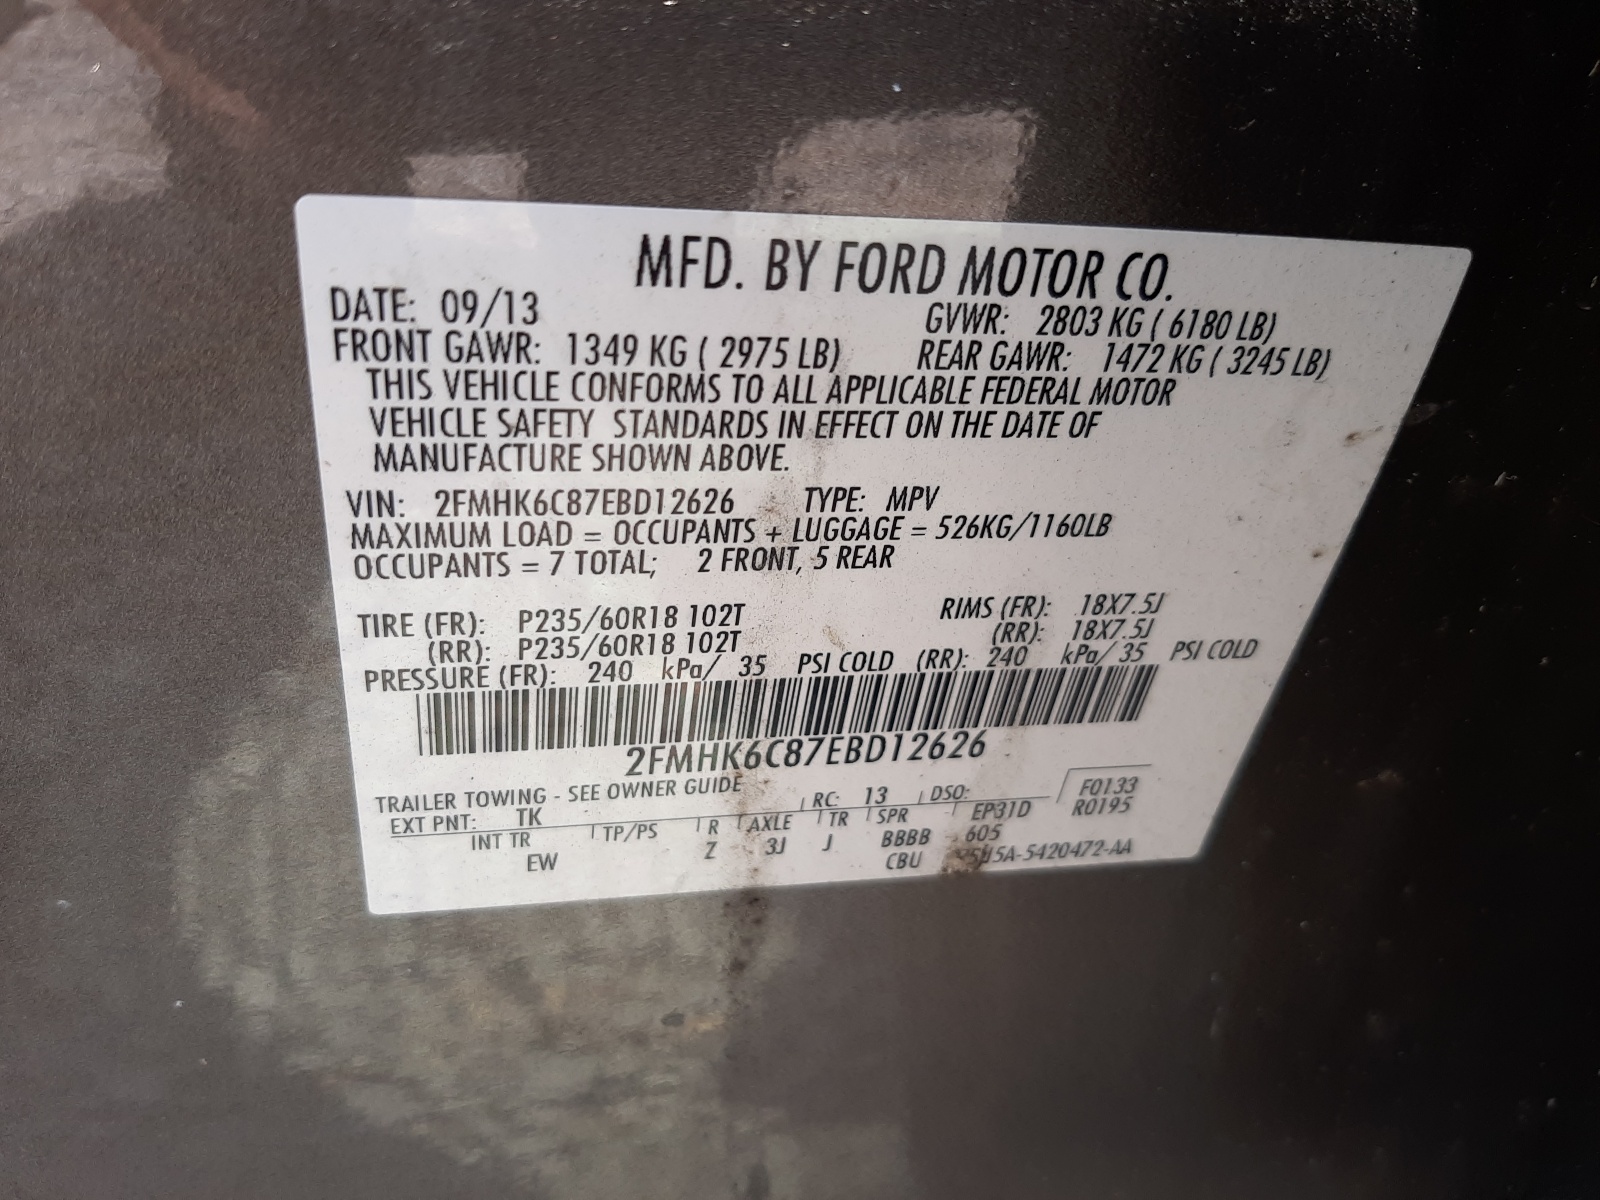 MFD. BY FORD MOTOR CO.
DATE: 09/13 GVWR: 2803 KG ( 6180 LB)
FRONT GAWR: 1349 KG ( 2975 LB) REAR GAWR: 1472 KG ( 3245 LB)
THIS VEHICLE CONFORMS TO ALL APPLICABLE FEDERAL MOTOR
VEHICLE SAFETY STANDARDS IN EFFECT ON THE DATE OF
MANUFACTURE SHOWN ABOVE.
VIN: 2FMHK6C87EBD12626 TYPE: MPV
MAXIMUM LOAD = OCCUPANTS + LUGGAGE = 526KG/1160LB
OCCUPANTS = 7 TOTAL; 2 FRONT, 5 REAR
TIRE (FR): P235/60R18 102T RIMS (FR): 18X7.5J
(RR): P235/60R18 102T (RR): 18X7.5J
PRESSURE (FR): 240 kPa/ 35 PSI COLD (RR): 240 kPa/ 35 PSI COLD
2FMHK6C87EBD12626
TRAILER TOWING - SEE OWNER GUIDE
EXT PNT: TK RC: 13 DSO: F0133
INT TR TP/PS R AXLE TR SPR EP31D R0195
EW Z 3J J BBBB 605
CBU